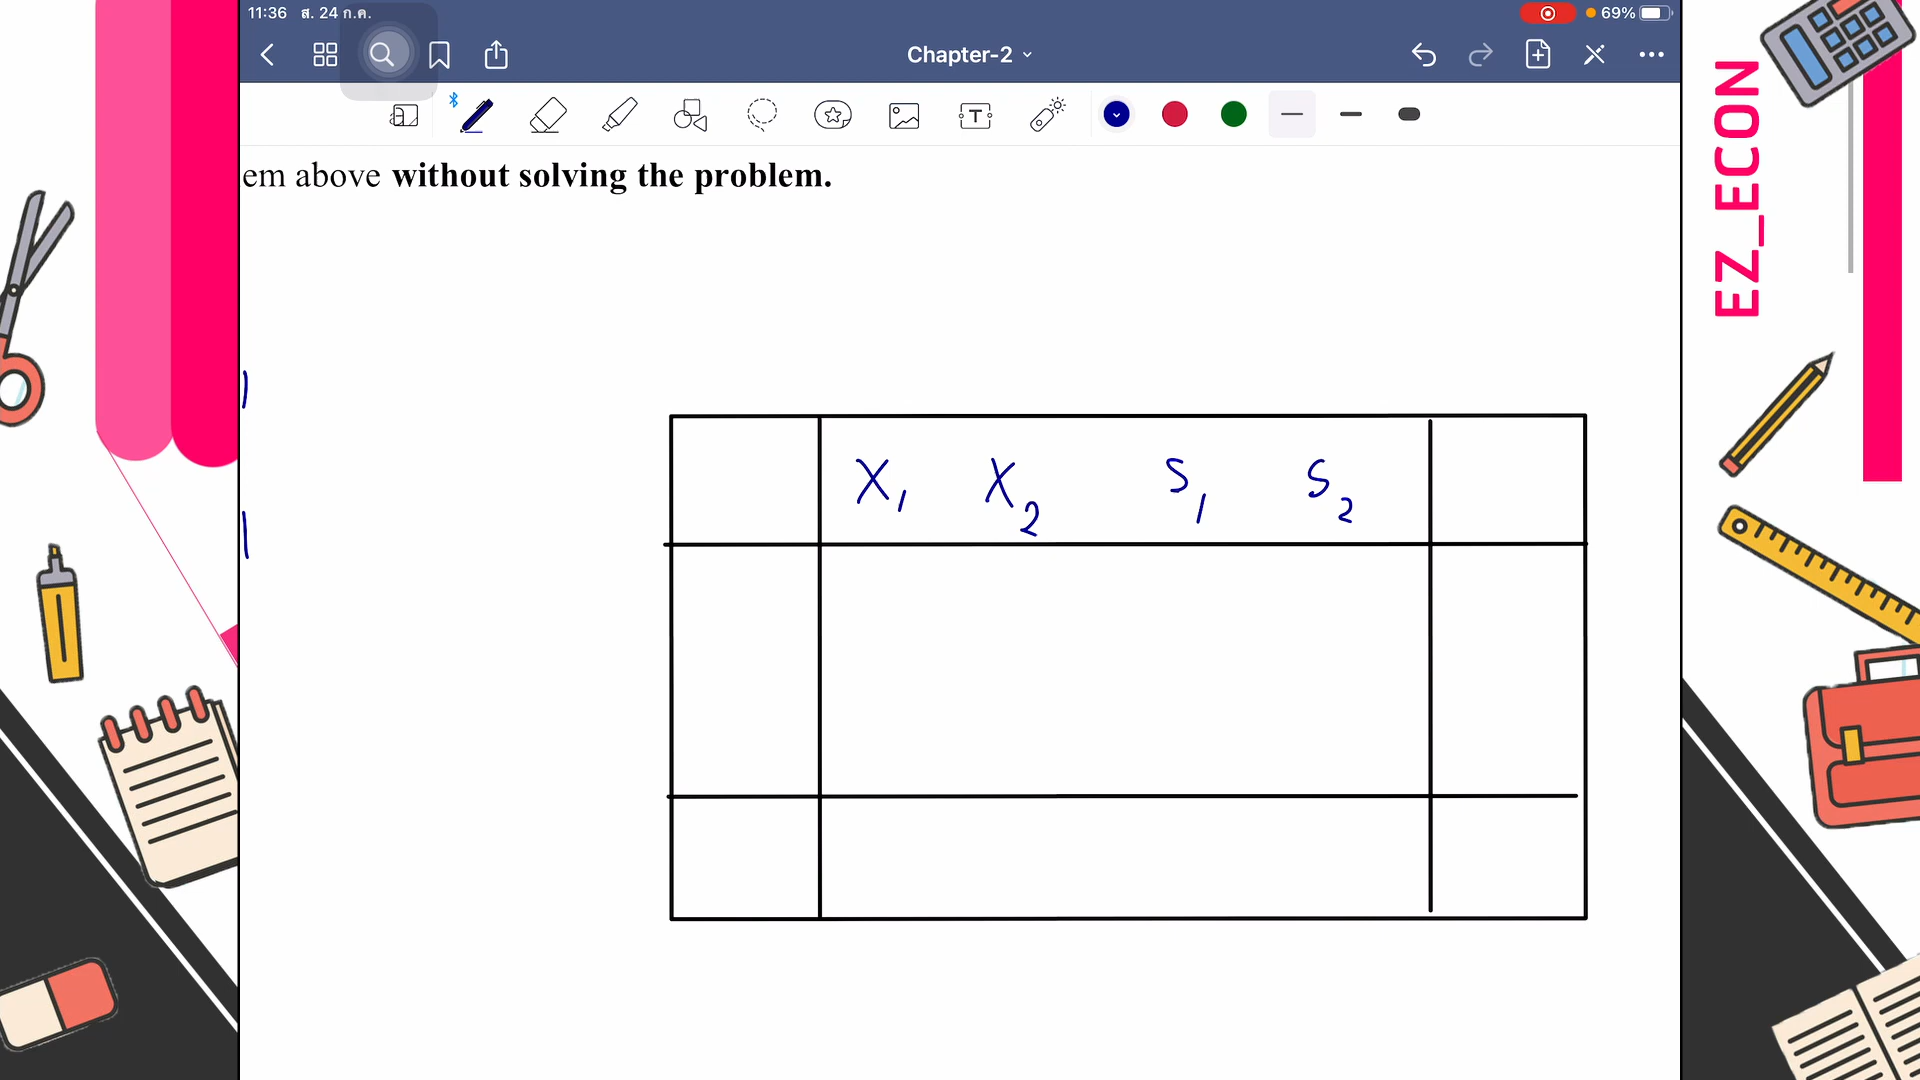 11:36 ส. 24 ก.ค.
69%
Chapter-2
T
em above without solving the problem.
X1 X2 S1 S2
EZ_ECON